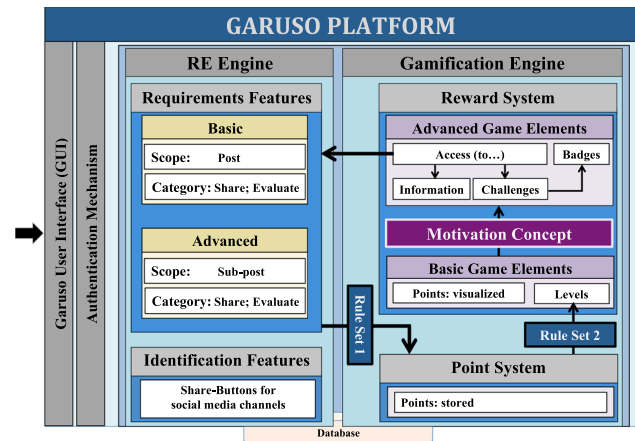 GARUSO PLATFORM
Garuso User Interface (GUI)
Authentication Mechanism
RE Engine
Requirements Features
Basic
Scope: Post
Category: Share; Evaluate
Advanced
Scope: Sub-post
Category: Share; Evaluate
Identification Features
Share-Buttons for
social media channels
Rule Set 1
Gamification Engine
Reward System
Advanced Game Elements
Access (to…)
Badges
Information
Challenges
Motivation Concept
Basic Game Elements
Points: visualized
Levels
Rule Set 2
Point System
Points: stored
Database